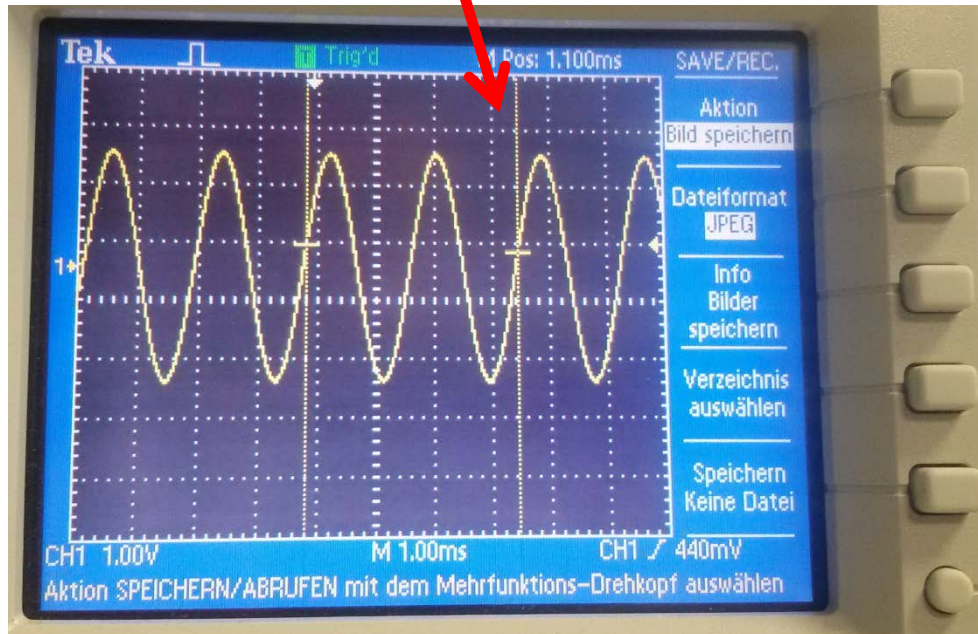 Tek Trig'd M Pos: 1.100ms SAVE/REC.
Aktion
Bild speichern
Dateiformat
JPEG
1
Info
Bilder
speichern
Verzeichnis
auswählen
Speichern
Keine Datei
CH1 1.00V M 1.00ms CH1 440mV
Aktion SPEICHERN/ABRUFEN mit dem Mehrfunktions-Drehkopf auswählen